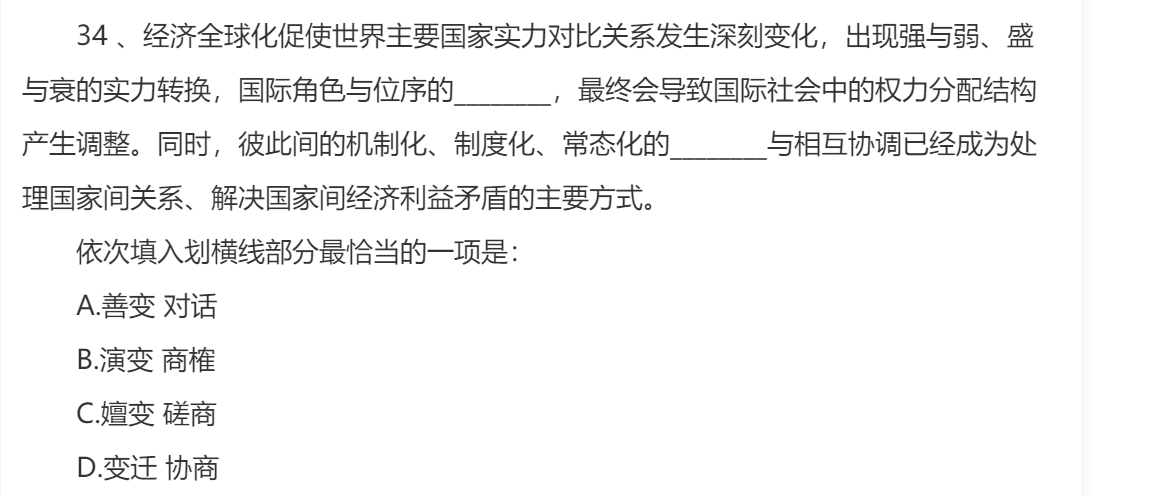 34 、经济全球化促使世界主要国家实力对比关系发生深刻变化，出现强与弱、盛
与衰的实力转换，国际角色与位序的________，最终会导致国际社会中的权力分配结构
产生调整。同时，彼此间的机制化、制度化、常态化的________与相互协调已经成为处
理国家间关系、解决国家间经济利益矛盾的主要方式。
依次填入划横线部分最恰当的一项是：
A.善变 对话
B.演变 商榷
C.嬗变 磋商
D.变迁 协商